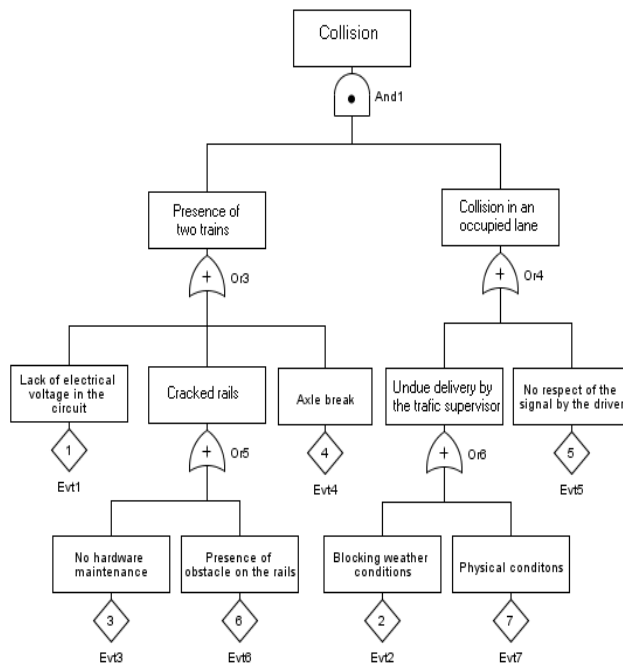 Collision
And1
Presence of
two trains
Collision in an
occupied lane
+
Or3
+
Or4
Lack of electrical
voltage in the
circuit
Cracked rails
Axle break
Undue delivery by
the trafic supervisor
No respect of the
signal by the driver
1
Evt1
+
Or5
4
Evt4
+
Or6
5
Evt5
No hardware
maintenance
Presence of
obstacle on the rails
Blocking weather
conditions
Physical conditons
3
6
2
7
Evt3
Evt6
Evt2
Evt7